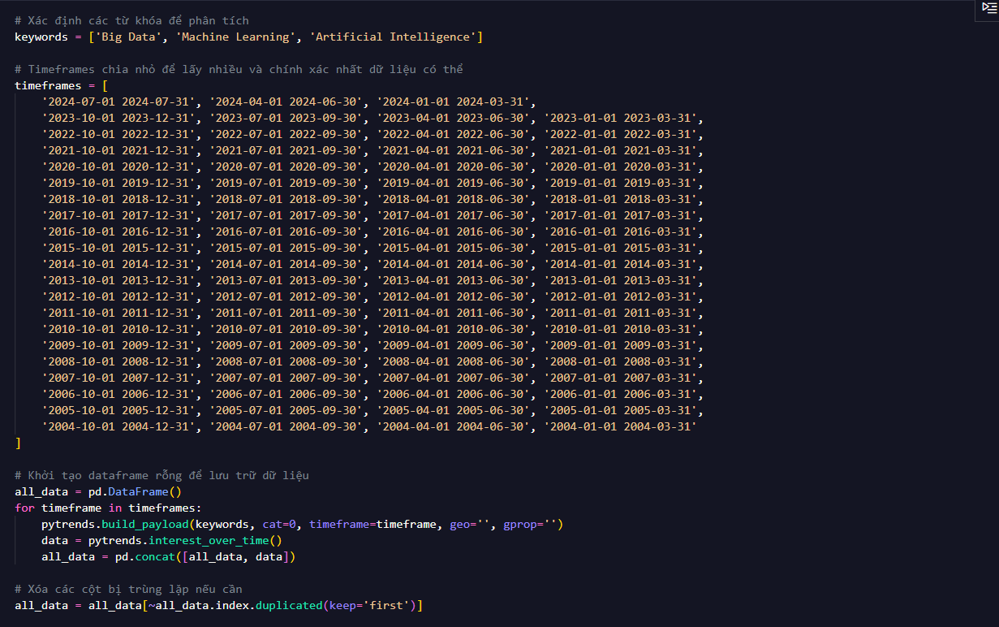 # Xác định các từ khóa để phân tích
keywords = ['Big Data', 'Machine Learning', 'Artificial Intelligence']
# Timeframes chia nhỏ để lấy nhiều và chính xác nhất dữ liệu có thể
timeframes = [
'2024-07-01 2024-07-31', '2024-04-01 2024-06-30', '2024-01-01 2024-03-31',
'2023-10-01 2023-12-31', '2023-07-01 2023-09-30', '2023-04-01 2023-06-30', '2023-01-01 2023-03-31',
'2022-10-01 2022-12-31', '2022-07-01 2022-09-30', '2022-04-01 2022-06-30', '2022-01-01 2022-03-31',
'2021-10-01 2021-12-31', '2021-07-01 2021-09-30', '2021-04-01 2021-06-30', '2021-01-01 2021-03-31',
'2020-10-01 2020-12-31', '2020-07-01 2020-09-30', '2020-04-01 2020-06-30', '2020-01-01 2020-03-31',
'2019-10-01 2019-12-31', '2019-07-01 2019-09-30', '2019-04-01 2019-06-30', '2019-01-01 2019-03-31',
'2018-10-01 2018-12-31', '2018-07-01 2018-09-30', '2018-04-01 2018-06-30', '2018-01-01 2018-03-31',
'2017-10-01 2017-12-31', '2017-07-01 2017-09-30', '2017-04-01 2017-06-30', '2017-01-01 2017-03-31',
'2016-10-01 2016-12-31', '2016-07-01 2016-09-30', '2016-04-01 2016-06-30', '2016-01-01 2016-03-31',
'2015-10-01 2015-12-31', '2015-07-01 2015-09-30', '2015-04-01 2015-06-30', '2015-01-01 2015-03-31',
'2014-10-01 2014-12-31', '2014-07-01 2014-09-30', '2014-04-01 2014-06-30', '2014-01-01 2014-03-31',
'2013-10-01 2013-12-31', '2013-07-01 2013-09-30', '2013-04-01 2013-06-30', '2013-01-01 2013-03-31',
'2012-10-01 2012-12-31', '2012-07-01 2012-09-30', '2012-04-01 2012-06-30', '2012-01-01 2012-03-31',
'2011-10-01 2011-12-31', '2011-07-01 2011-09-30', '2011-04-01 2011-06-30', '2011-01-01 2011-03-31',
'2010-10-01 2010-12-31', '2010-07-01 2010-09-30', '2010-04-01 2010-06-30', '2010-01-01 2010-03-31',
'2009-10-01 2009-12-31', '2009-07-01 2009-09-30', '2009-04-01 2009-06-30', '2009-01-01 2009-03-31',
'2008-10-01 2008-12-31', '2008-07-01 2008-09-30', '2008-04-01 2008-06-30', '2008-01-01 2008-03-31',
'2007-10-01 2007-12-31', '2007-07-01 2007-09-30', '2007-04-01 2007-06-30', '2007-01-01 2007-03-31',
'2006-10-01 2006-12-31', '2006-07-01 2006-09-30', '2006-04-01 2006-06-30', '2006-01-01 2006-03-31',
'2005-10-01 2005-12-31', '2005-07-01 2005-09-30', '2005-04-01 2005-06-30', '2005-01-01 2005-03-31',
'2004-10-01 2004-12-31', '2004-07-01 2004-09-30', '2004-04-01 2004-06-30', '2004-01-01 2004-03-31'
]
# Khởi tạo dataframe rỗng để lưu trữ dữ liệu
all_data = pd.DataFrame()
for timeframe in timeframes:
pytrends.build_payload(keywords, cat=0, timeframe=timeframe, geo='', gprop='')
data = pytrends.interest_over_time()
all_data = pd.concat([all_data, data])
# Xóa các cột bị trùng lặp nếu cần
all_data = all_data[~all_data.index.duplicated(keep='first')]